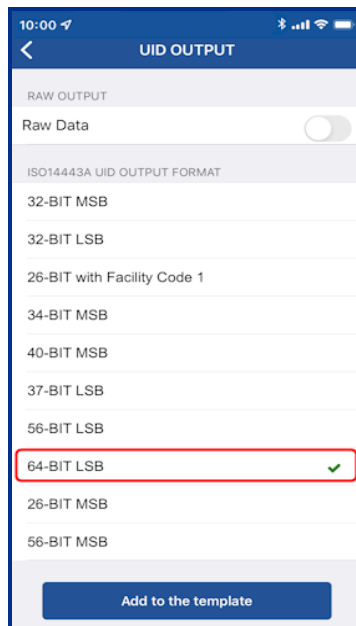 10:00
UID OUTPUT
RAW OUTPUT
Raw Data
ISO14443A UID OUTPUT FORMAT
32-BIT MSB
32-BIT LSB
26-BIT with Facility Code 1
34-BIT MSB
40-BIT MSB
37-BIT LSB
56-BIT LSB
64-BIT LSB
26-BIT MSB
56-BIT MSB
Add to the template